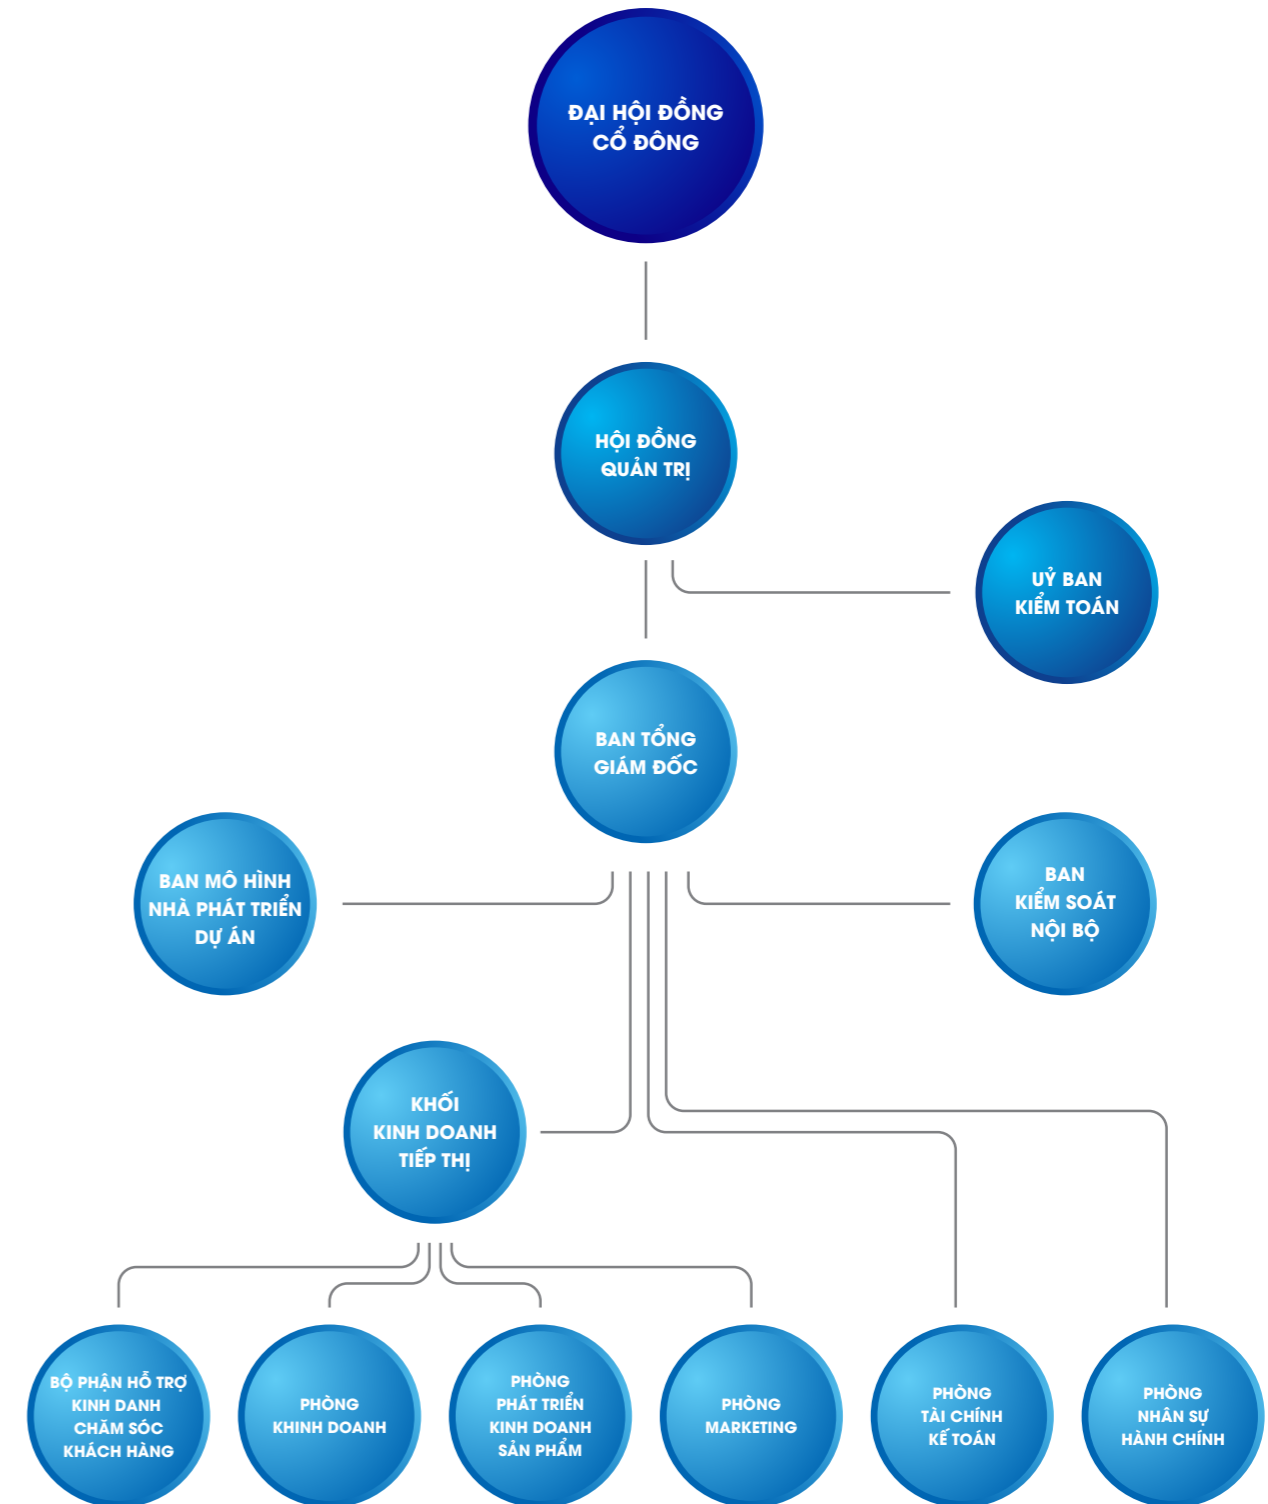 ĐẠI HỘI ĐỒNG
CỔ ĐÔNG
HỘI ĐỒNG
QUẢN TRỊ
UỶ BAN
KIỂM TOÁN
BAN TỔNG
GIÁM ĐỐC
BAN MÔ HÌNH
NHÀ PHÁT TRIỂN
DỰ ÁN
BAN
KIỂM SOÁT
NỘI BỘ
KHỐI
KINH DOANH
TIẾP THỊ
BỘ PHẬN HỖ TRỢ
KINH DANH
CHĂM SÓC
KHÁCH HÀNG
PHÒNG
KHINH DOANH
PHÒNG
PHÁT TRIỂN
KINH DOANH
SẢN PHẨM
PHÒNG
MARKETING
PHÒNG
TÀI CHÍNH
KẾ TOÁN
PHÒNG
NHÂN SỰ
HÀNH CHÍNH